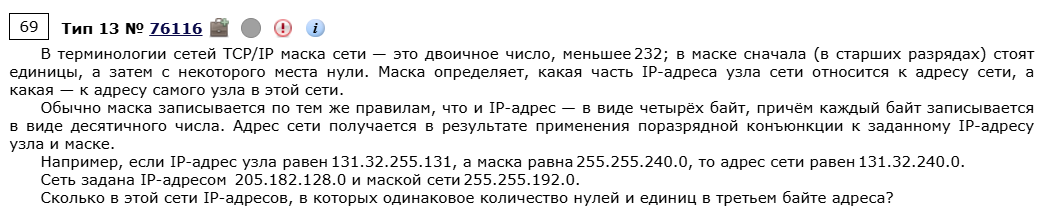 69 Тип 13 № 76116
В терминологии сетей TCP/IP маска сети — это двоичное число, меньшее 232; в маске сначала (в старших разрядах) стоят
единицы, а затем с некоторого места нули. Маска определяет, какая часть IP-адреса узла сети относится к адресу сети, а
какая — к адресу самого узла в этой сети.
Обычно маска записывается по тем же правилам, что и IP-адрес — в виде четырёх байт, причём каждый байт записывается
в виде десятичного числа. Адрес сети получается в результате применения поразрядной конъюнкции к заданному IP-адресу
узла и маске.
Например, если IP-адрес узла равен 131.32.255.131, а маска равна 255.255.240.0, то адрес сети равен 131.32.240.0.
Сеть задана IP-адресом 205.182.128.0 и маской сети 255.255.192.0.
Сколько в этой сети IP-адресов, в которых одинаковое количество нулей и единиц в третьем байте адреса?